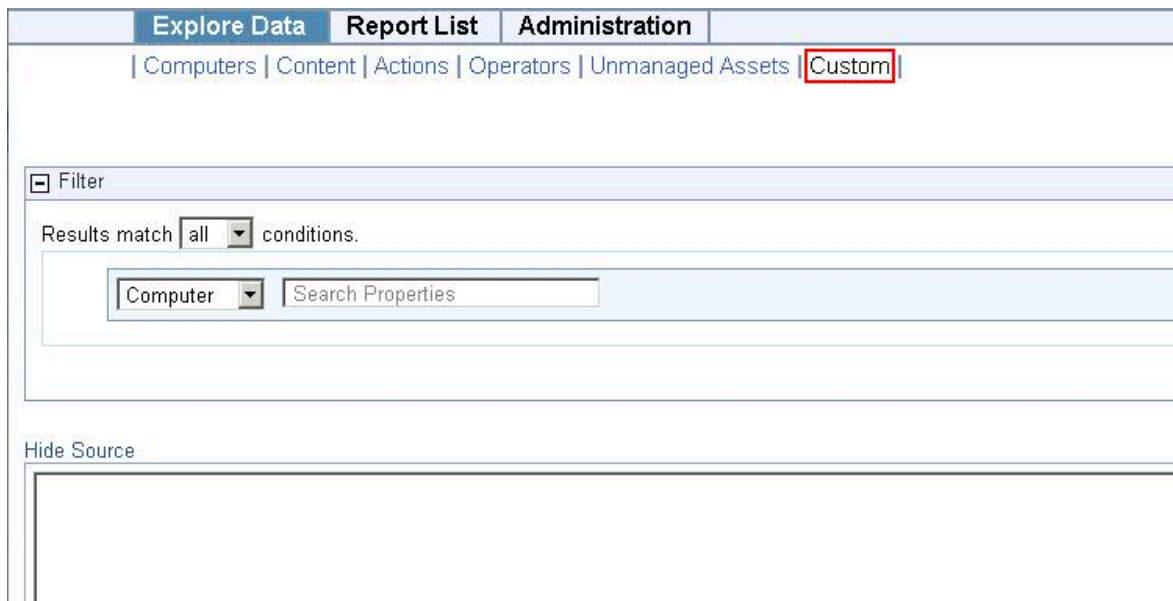 Explore Data Report List Administration
| Computers | Content | Actions | Operators | Unmanaged Assets | Custom |
Filter
Results match all conditions.
Computer Search Properties
Hide Source